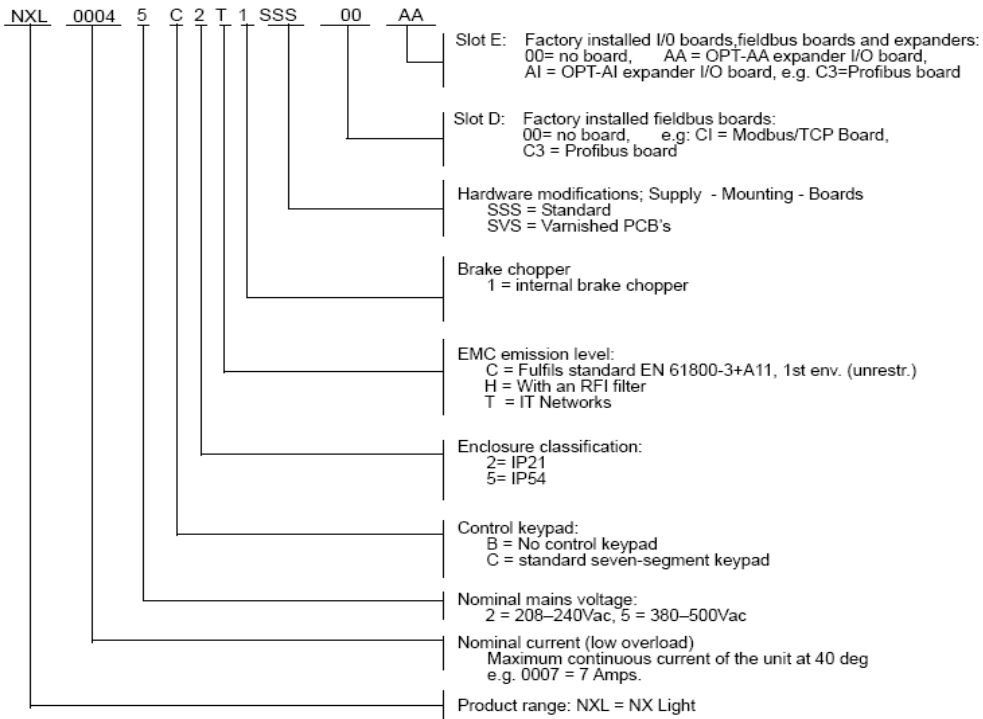 NXL 0004 5 C 2 T 1 SSS 00 AA
Slot E: Factory installed I/0 boards,fieldbus boards and expanders:
00= no board, AA = OPT-AA expander I/O board,
AI = OPT-AI expander I/O board, e.g. C3=Profibus board
Slot D: Factory installed fieldbus boards:
00= no board, e.g: CI = Modbus/TCP Board,
C3 = Profibus board
Hardware modifications; Supply - Mounting - Boards
SSS = Standard
SVS = Varnished PCB's
Brake chopper
1 = internal brake chopper
EMC emission level:
C = Fulfils standard EN 61800-3+A11, 1st env. (unrestr.)
H = With an RFI filter
T = IT Networks
Enclosure classification:
2= IP21
5= IP54
Control keypad:
B = No control keypad
C = standard seven-segment keypad
Nominal mains voltage:
2 = 208–240Vac, 5 = 380–500Vac
Nominal current (low overload)
Maximum continuous current of the unit at 40 deg
e.g. 0007 = 7 Amps.
Product range: NXL = NX Light